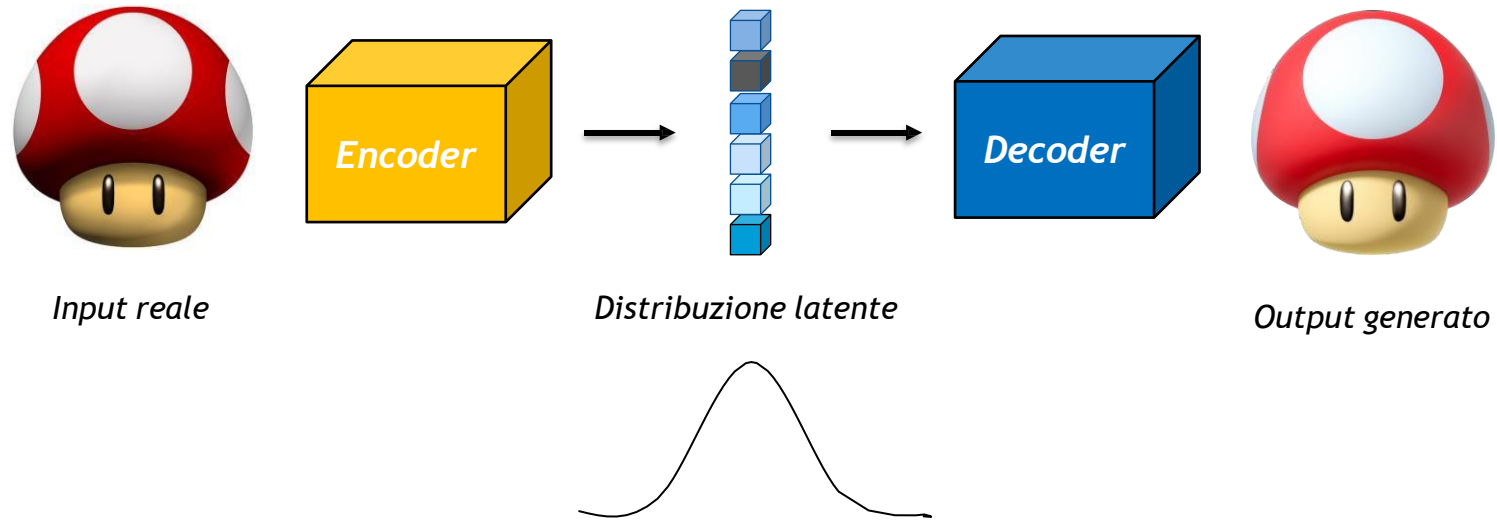 Encoder
Decoder
Input reale
Distribuzione latente
Output generato